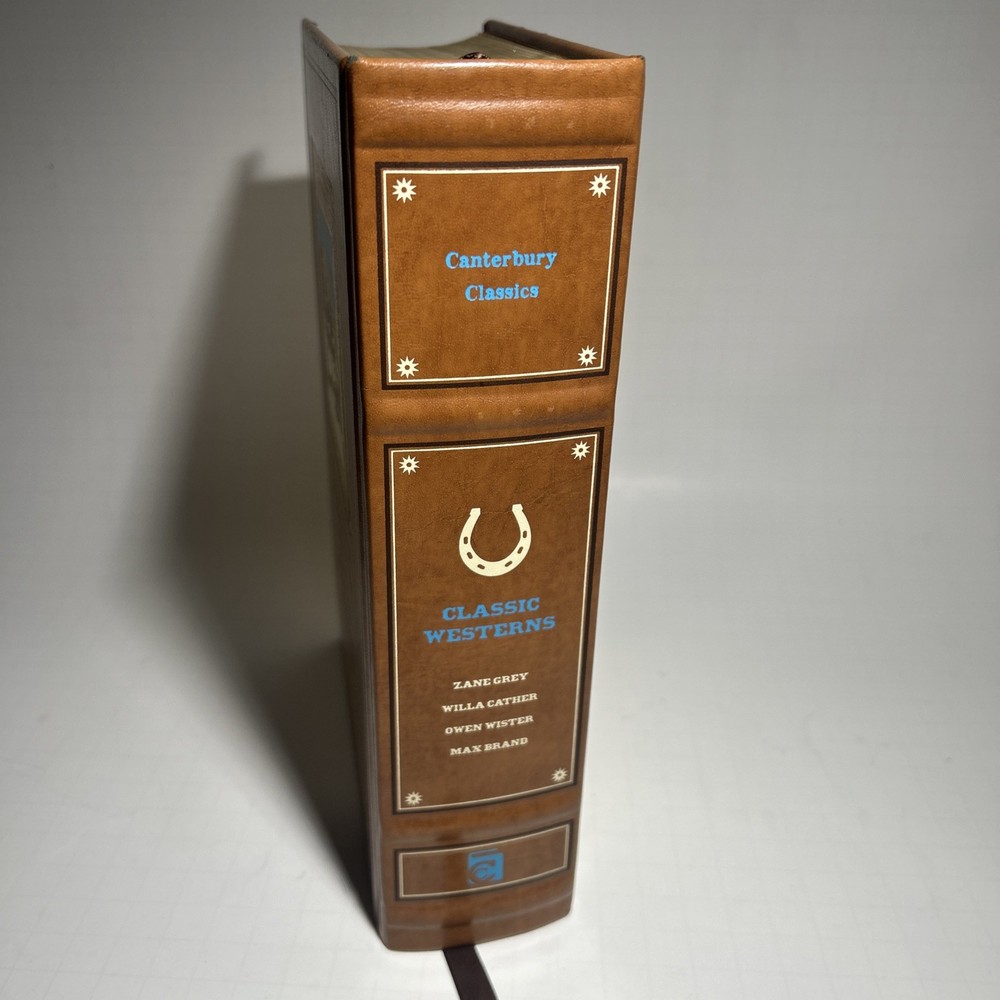 Canterbury
Classics
CLASSIC
WESTERNS
ZANE GREY
WILLA CATHER
OWEN WISTER
MAX BRAND